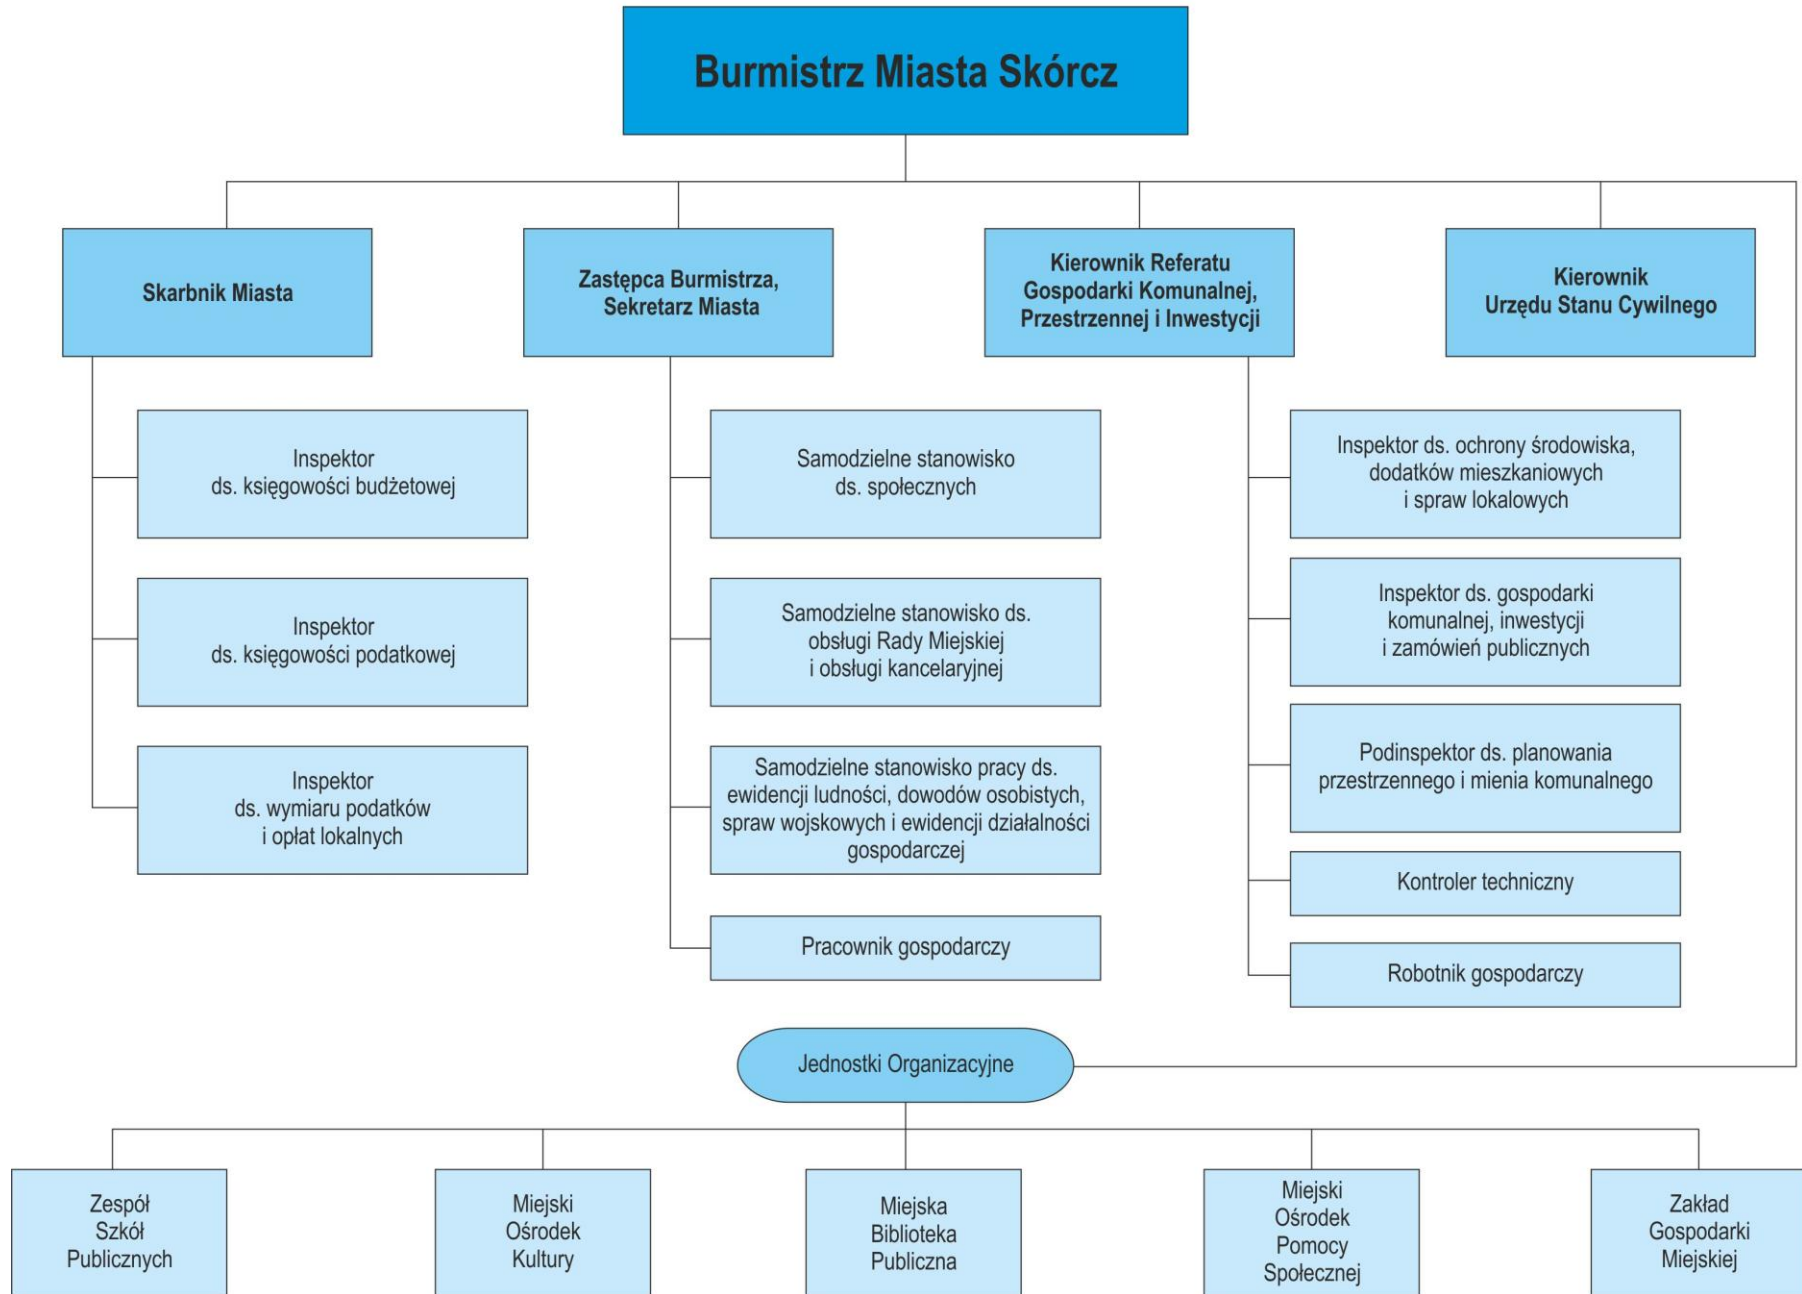 Burmistrz Miasta Skórcz
Skarbnik Miasta
Zastępca Burmistrza,
Sekretarz Miasta
Kierownik Referatu
Gospodarki Komunalnej,
Przestrzennej i Inwestycji
Kierownik
Urzędu Stanu Cywilnego
Inspektor
ds. księgowości budżetowej
Inspektor
ds. księgowości podatkowej
Inspektor
ds. wymiaru podatków
i opłat lokalnych
Samodzielne stanowisko
ds. społecznych
Samodzielne stanowisko ds.
obsługi Rady Miejskiej
i obsługi kancelaryjnej
Samodzielne stanowisko pracy ds.
ewidencji ludności, dowodów osobistych,
spraw wojskowych i ewidencji działalności
gospodarczej
Pracownik gospodarczy
Inspektor ds. ochrony środowiska,
dodatków mieszkaniowych
i spraw lokalowych
Inspektor ds. gospodarki
komunalnej, inwestycji
i zamówień publicznych
Podinspektor ds. planowania
przestrzennego i mienia komunalnego
Kontroler techniczny
Robotnik gospodarczy
Jednostki Organizacyjne
Zespół
Szkół
Publicznych
Miejski
Ośrodek
Kultury
Miejska
Biblioteka
Publiczna
Miejski
Ośrodek
Pomocy
Społecznej
Zakład
Gospodarki
Miejskiej